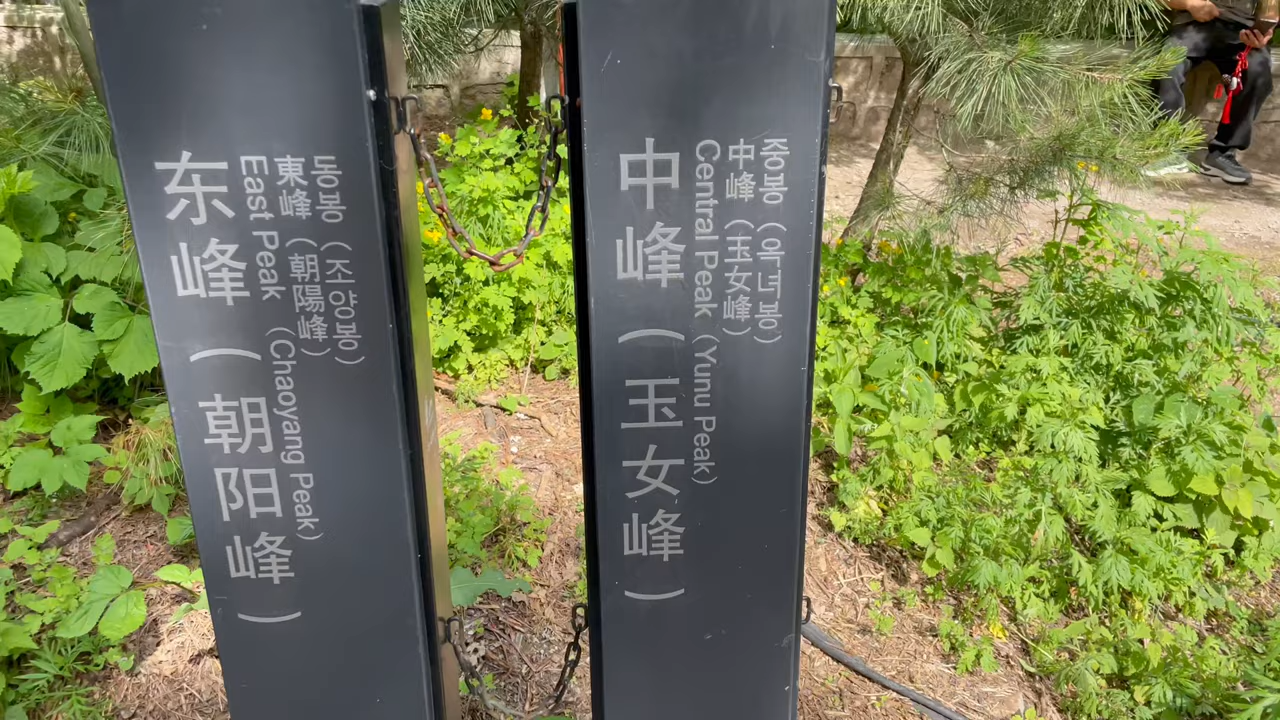 东峰（朝阳峰）
East Peak （Chaoyang Peak）
東峰（朝陽峰）
동봉（조양봉）
中峰（玉女峰）
Central Peak（Yunu Peak）
中峰（玉女峰）
중봉（옥녀봉）